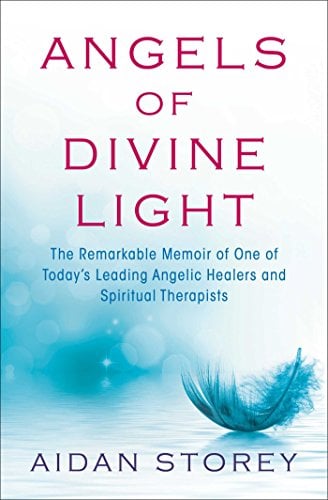 ANGELS
OF
DIVINE
LIGHT
The Remarkable Memoir of One of
Today's Leading Angelic Healers and
Spiritual Therapists
AIDAN STOREY